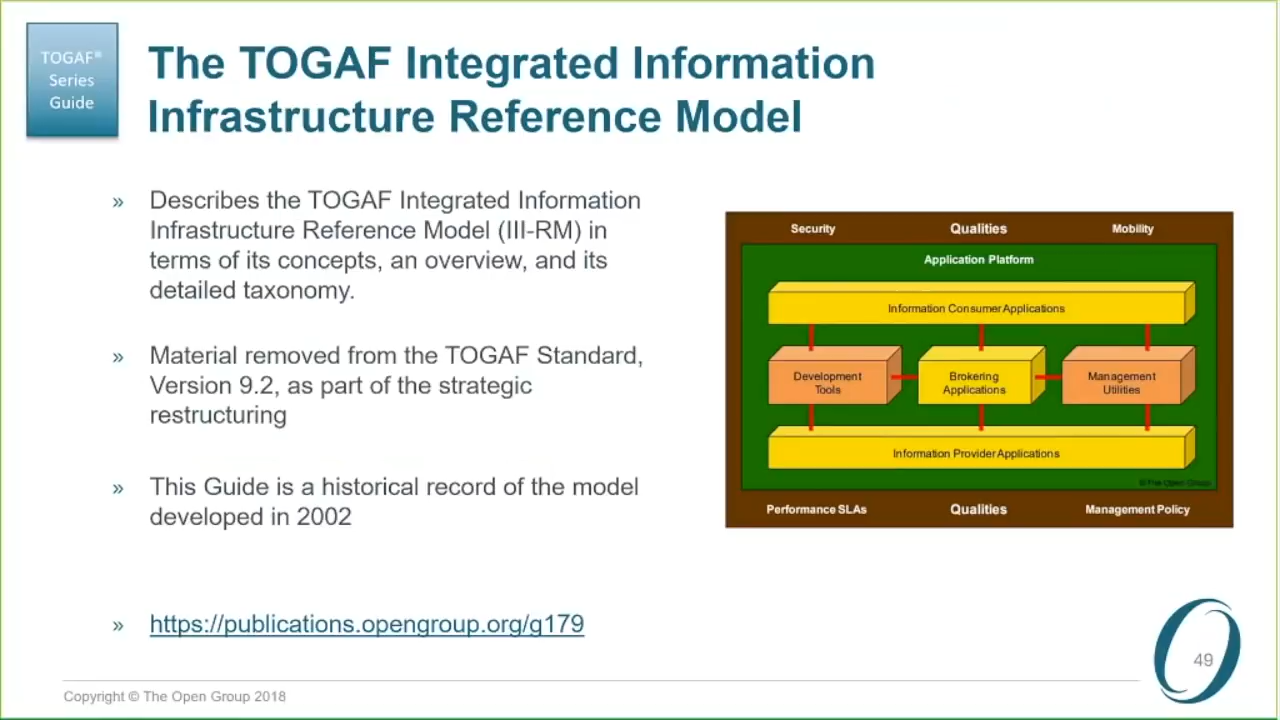 TOGAF®
Series
Guide
The TOGAF Integrated Information
Infrastructure Reference Model
» Describes the TOGAF Integrated Information
Infrastructure Reference Model (III-RM) in
terms of its concepts, an overview, and its
detailed taxonomy.
» Material removed from the TOGAF Standard,
Version 9.2, as part of the strategic
restructuring
» This Guide is a historical record of the model
developed in 2002
» https://publications.opengroup.org/g179
Security Qualities Mobility
Application Platform
Information Consumer Applications
Development
Tools
Brokering
Applications
Management
Utilities
Information Provider Applications
©The Open Group
Performance SLAs Qualities Management Policy
Copyright © The Open Group 2018
49